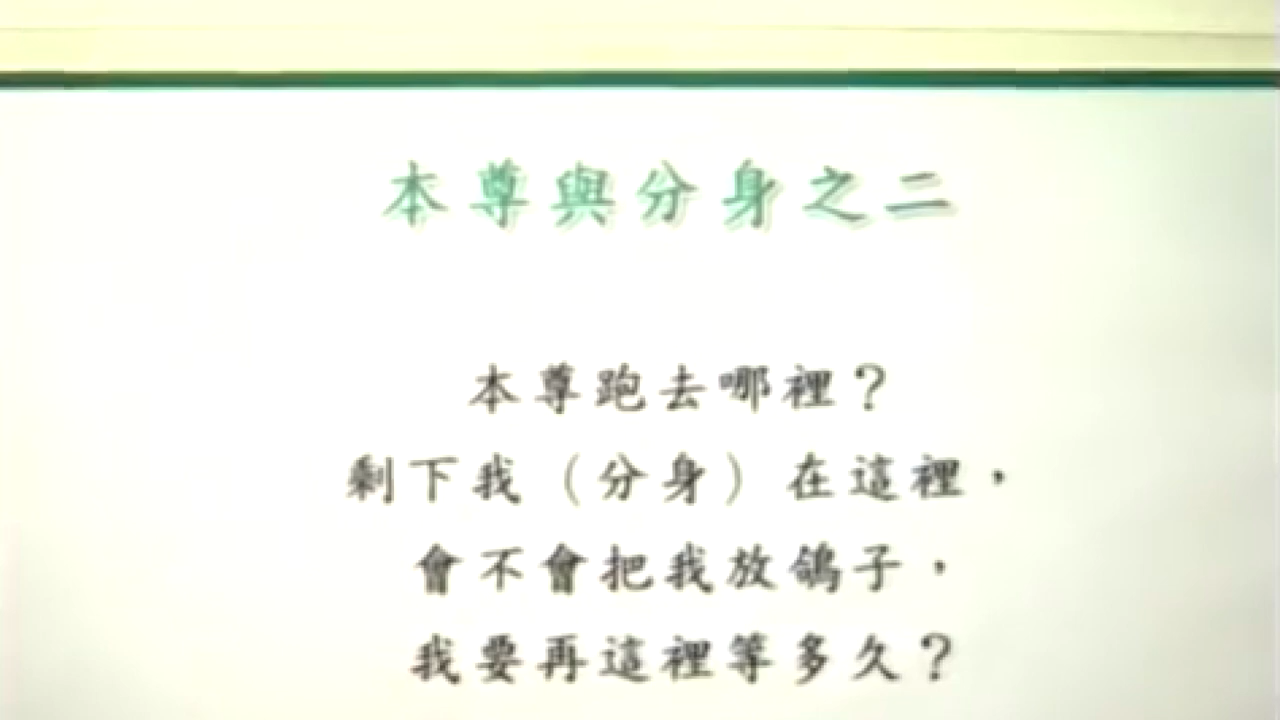 本尊與分身之二
本尊跑去哪裡？
剩下我（分身）在這裡，
會不會把我放鴿子，
我要再這裡等多久？